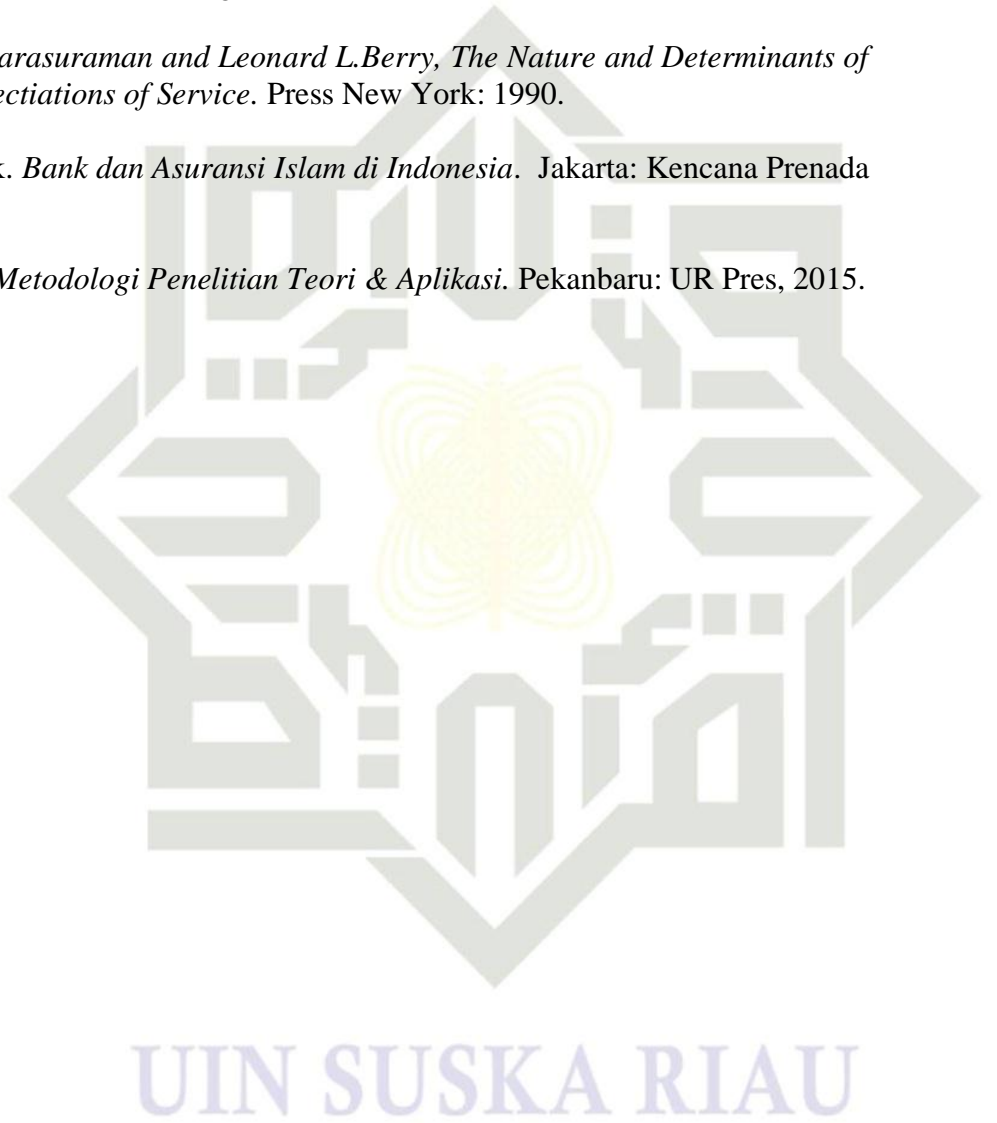 arasuraman and Leonard L.Berry, The Nature and Determinants of
ectiations of Service. Press New York: 1990.
k. Bank dan Asuransi Islam di Indonesia. Jakarta: Kencana Prenada
Metodologi Penelitian Teori & Aplikasi. Pekanbaru: UR Pres, 2015.
UIN SUSKA RIAU